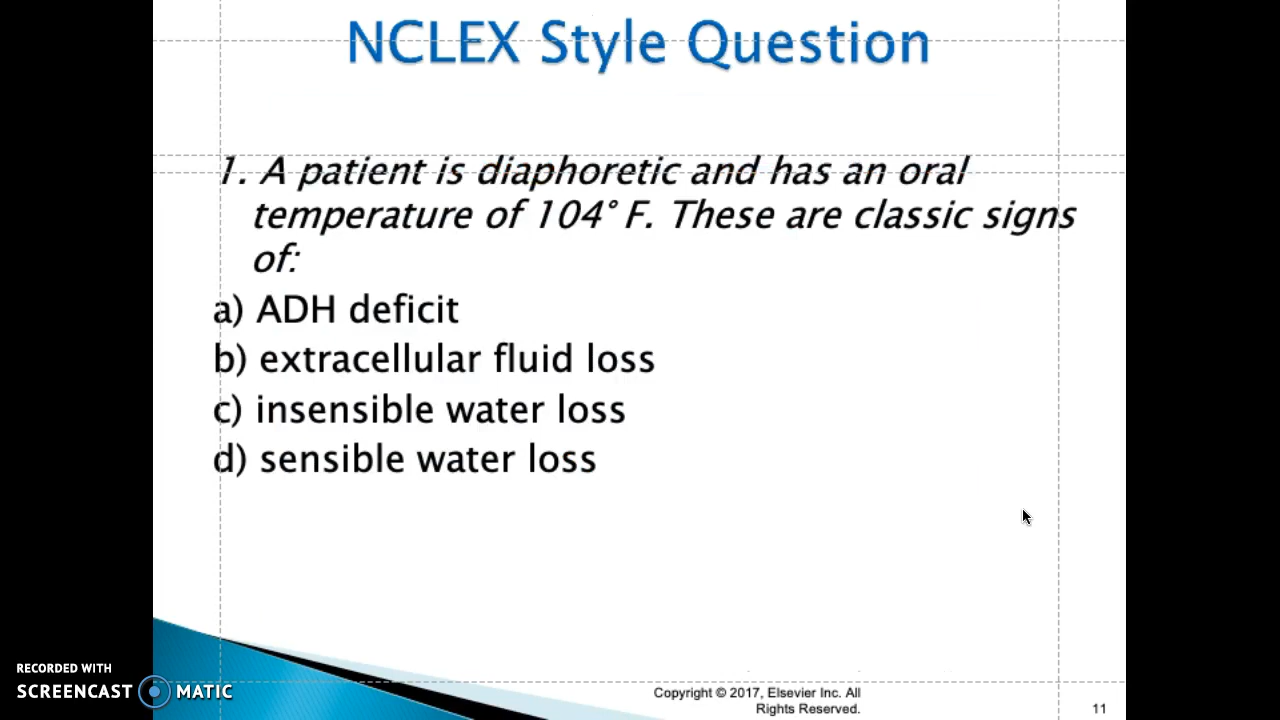 NCLEX Style Question
1. A patient is diaphoretic and has an oral
temperature of 104° F. These are classic signs
of:
a) ADH deficit
b) extracellular fluid loss
c) insensible water loss
d) sensible water loss
RECORDED WITH
SCREENCAST MATIC
Copyright © 2017, Elsevier Inc. All
Rights Reserved.
11